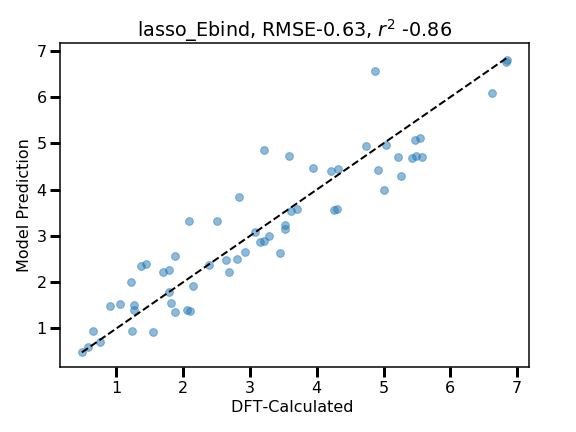 lasso_Ebind, RMSE-0.63, r² -0.86
7
6
5
4
3
2
1
Model Prediction
1 2 3 4 5 6 7
DFT-Calculated